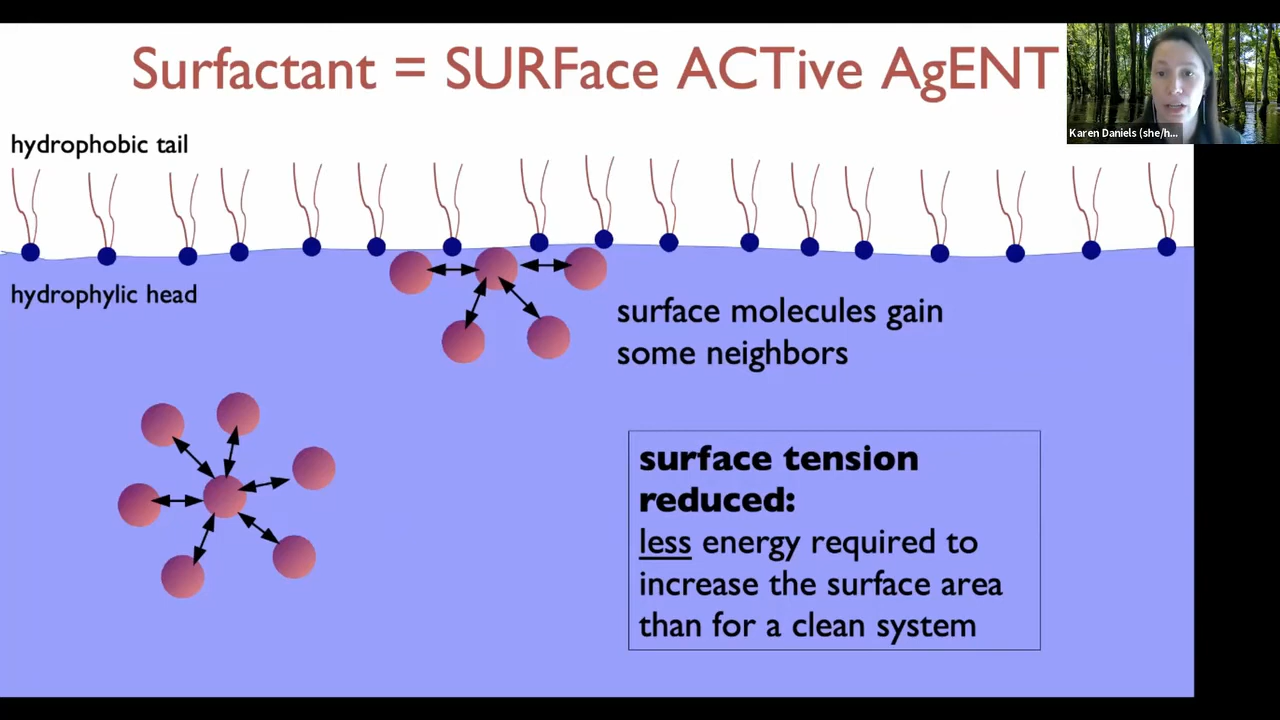 Surfactant = SURFace ACTive AgENT
Karen Daniels (she/h...
hydrophobic tail
hydrophylic head
surface molecules gain
some neighbors
surface tension
reduced:
less energy required to
increase the surface area
than for a clean system